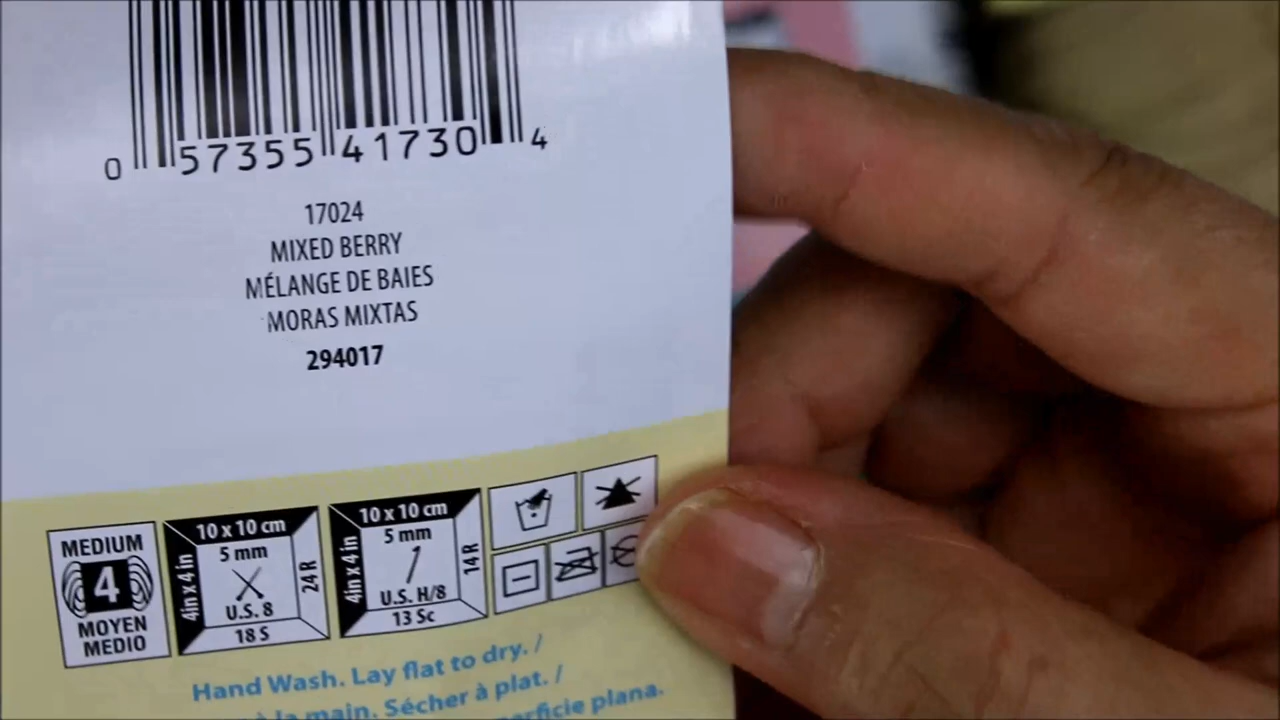 0 57355 41730 4
17024
MIXED BERRY
MÉLANGE DE BAIES
MORAS MIXTAS
294017
MEDIUM
4
MOYEN
MEDIO
10 x 10 cm
4in x 4 in
5 mm
U.S. 8
24 R
18 S
10 x 10 cm
4in x 4 in
5 mm
U.S. H/8
14 R
13 Sc
Hand Wash. Lay flat to dry. /
à la main. Sécher à plat. /
plana.